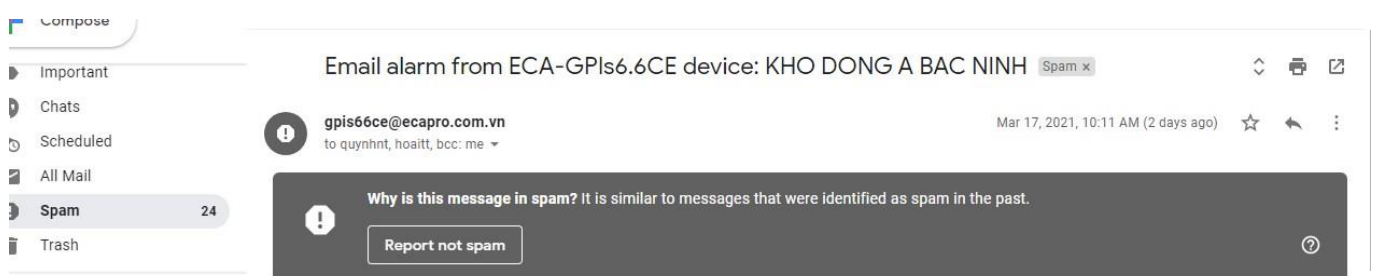 Compose
Important
Chats
Scheduled
All Mail
Spam 24
Trash
Email alarm from ECA-GPIs6.6CE device: KHO DONG A BAC NINH Spam x
gpis66ce@ecapro.com.vn Mar 17, 2021, 10:11 AM (2 days ago)
to quynhnt, hoaitt, bcc: me
Why is this message in spam? It is similar to messages that were identified as spam in the past.
Report not spam